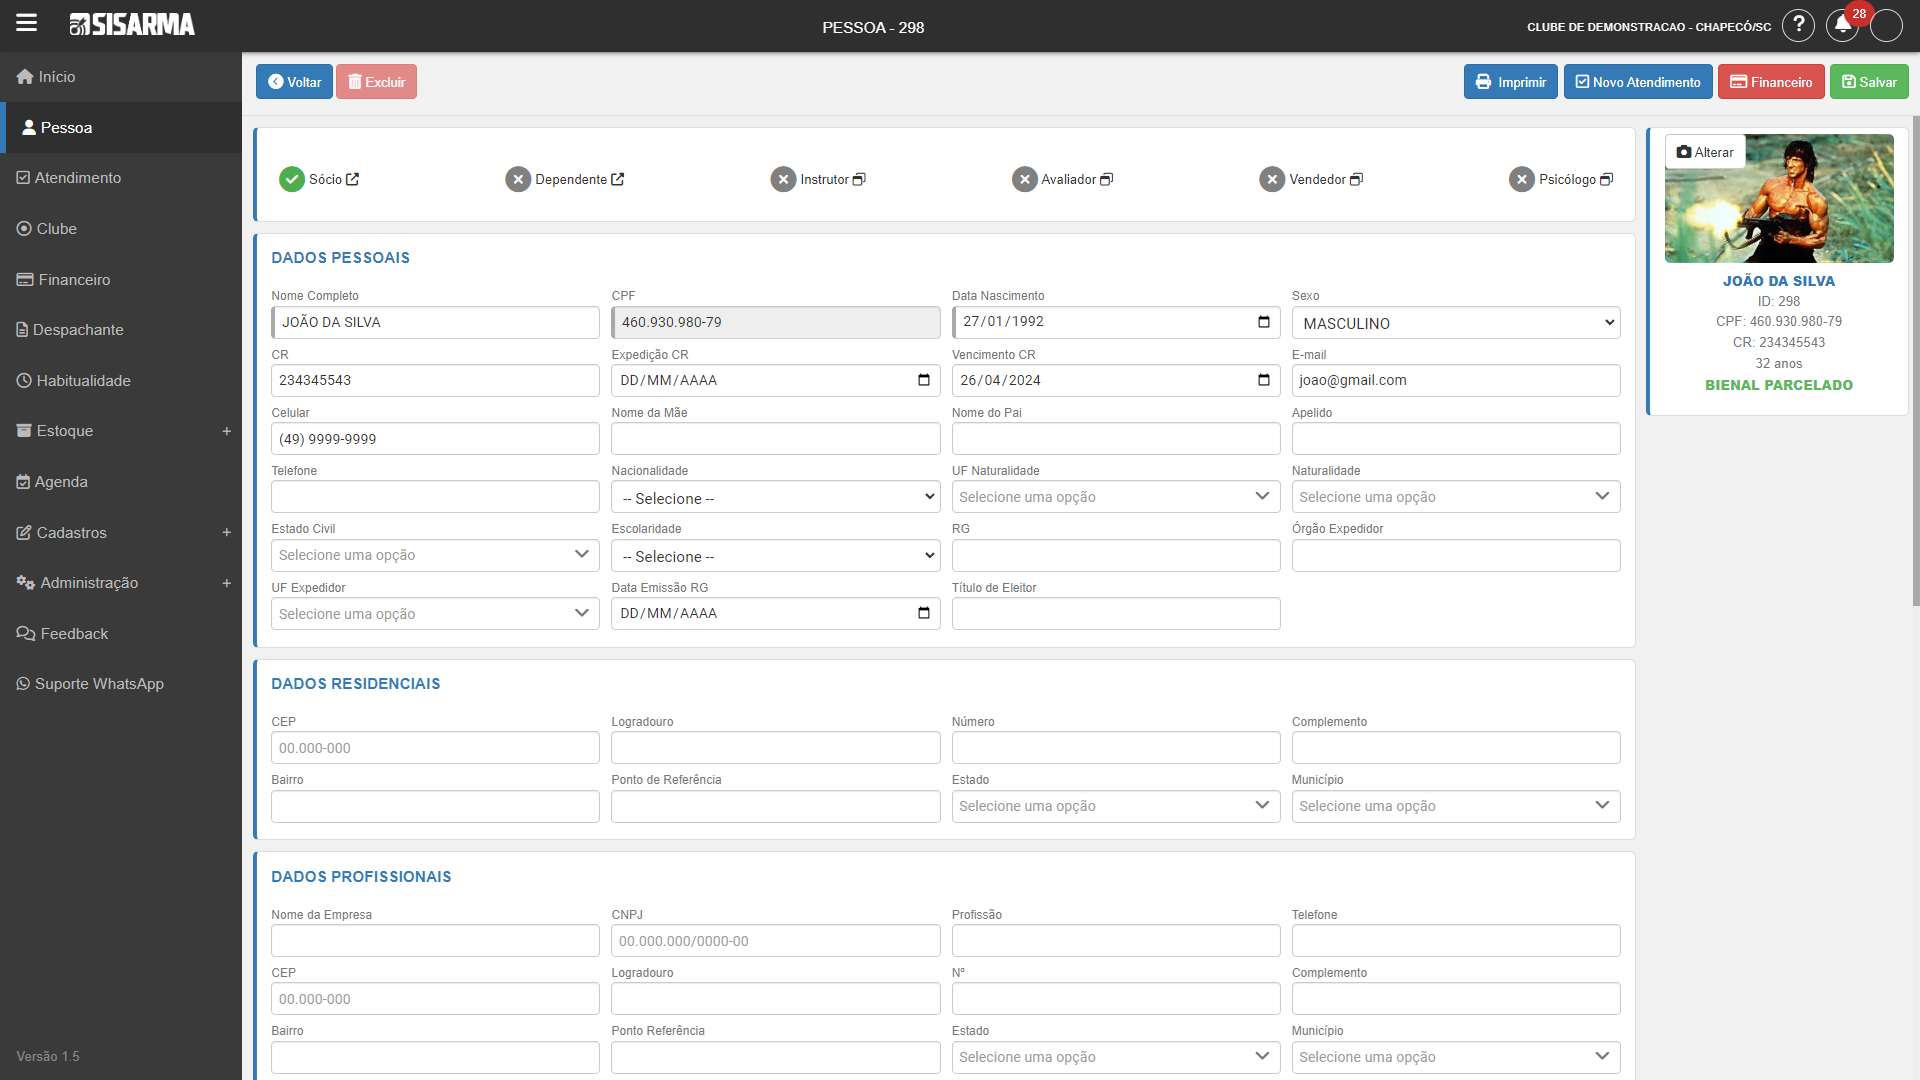 SISARMA
PESSOA - 298
CLUBE DE DEMONSTRACAO - CHAPECÓ/SC
?
28
Início
Pessoa
Atendimento
Clube
Financeiro
Despachante
Habitualidade
Estoque +
Agenda
Cadastros +
Administração +
Feedback
Suporte WhatsApp
Versão 1.5
Voltar
Excluir
Imprimir
Novo Atendimento
Financeiro
Salvar
Sócio
Dependente
Instrutor
Avaliador
Vendedor
Psicólogo
DADOS PESSOAIS
Nome Completo CPF Data Nascimento Sexo
JOÃO DA SILVA 460.930.980-79 27/01/1992 MASCULINO
CR Expedição CR Vencimento CR E-mail
234345543 DD/MM/AAAA 26/04/2024 joao@gmail.com
Celular Nome da Mãe Nome do Pai Apelido
(49) 9999-9999
Telefone Nacionalidade UF Naturalidade Naturalidade
-- Selecione -- Selecione uma opção Selecione uma opção
Estado Civil Escolaridade RG Órgão Expedidor
Selecione uma opção -- Selecione --
UF Expedidor Data Emissão RG Título de Eleitor
Selecione uma opção DD/MM/AAAA
DADOS RESIDENCIAIS
CEP Logradouro Número Complemento
00.000-000
Bairro Ponto de Referência Estado Município
Selecione uma opção Selecione uma opção
DADOS PROFISSIONAIS
Nome da Empresa CNPJ Profissão Telefone
00.000.000/0000-00
CEP Logradouro Nº Complemento
00.000-000
Bairro Ponto Referência Estado Município
Selecione uma opção Selecione uma opção
Alterar
JOÃO DA SILVA
ID: 298
CPF: 460.930.980-79
CR: 234345543
32 anos
BIENAL PARCELADO